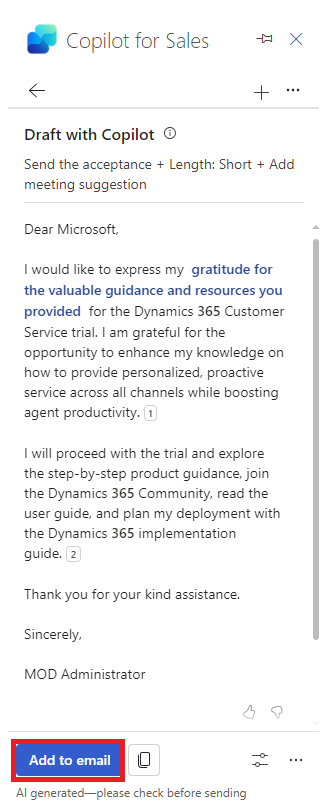 Copilot for Sales
Draft with Copilot
Send the acceptance + Length: Short + Add
meeting suggestion
Dear Microsoft,
I would like to express my gratitude for
the valuable guidance and resources you
provided for the Dynamics 365 Customer
Service trial. I am grateful for the
opportunity to enhance my knowledge on
how to provide personalized, proactive
service across all channels while boosting
agent productivity. 1
I will proceed with the trial and explore
the step-by-step product guidance, join
the Dynamics 365 Community, read the
user guide, and plan my deployment with
the Dynamics 365 implementation
guide. 2
Thank you for your kind assistance.
Sincerely,
MOD Administrator
Add to email
AI generated—please check before sending